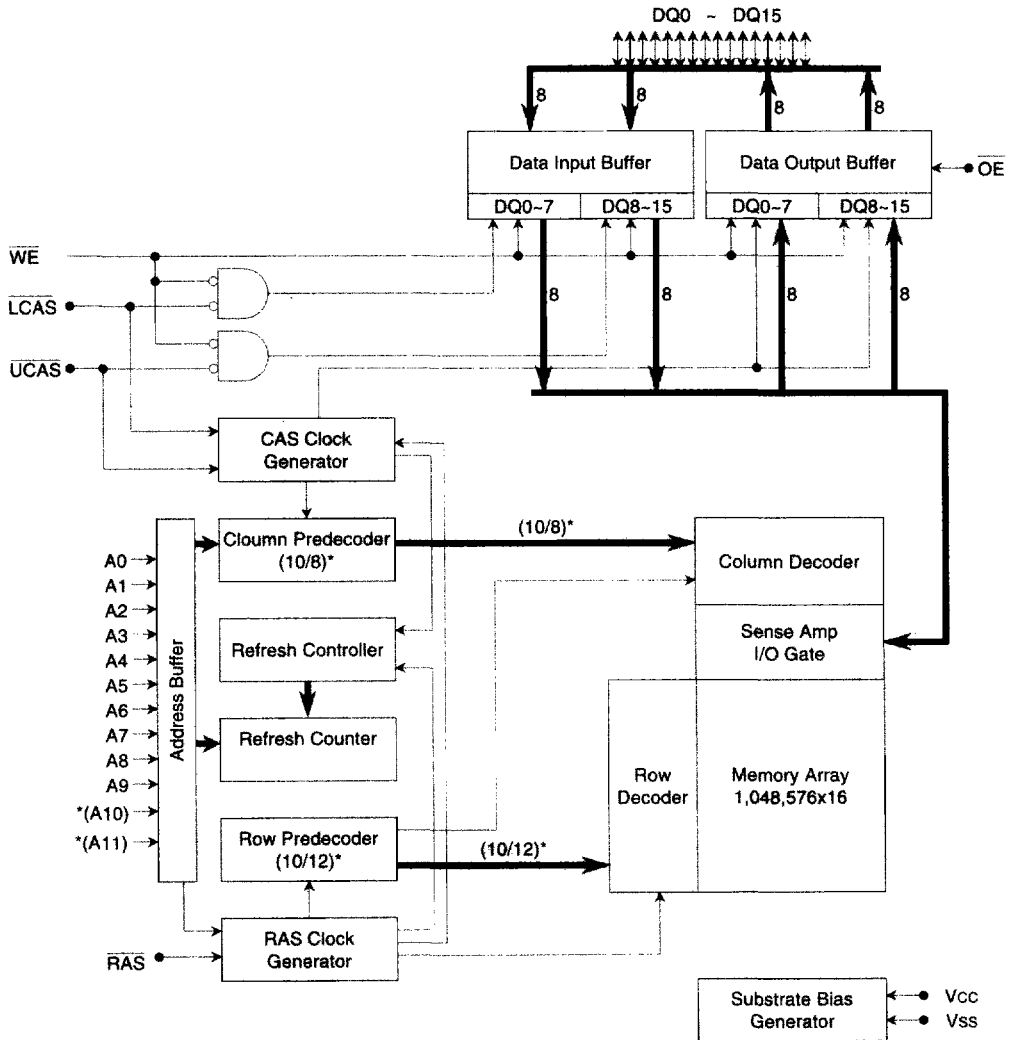 DQ0 ~ DQ15
8 8 8 8
Data Input Buffer
Data Output Buffer
OE
DQ0~7 DQ8~15
DQ0~7 DQ8~15
WE
LCAS
UCAS
8 8 8 8
CAS Clock
Generator
Cloumn Predecoder
(10/8)*
(10/8)*
Column Decoder
A0
A1
A2
A3
A4
A5
A6
A7
A8
A9
*(A10)
*(A11)
Address Buffer
Refresh Controller
Sense Amp
I/O Gate
Refresh Counter
Row
Decoder
Memory Array
1,048,576x16
Row Predecoder
(10/12)*
(10/12)*
RAS
RAS Clock
Generator
Substrate Bias
Generator
Vcc
Vss